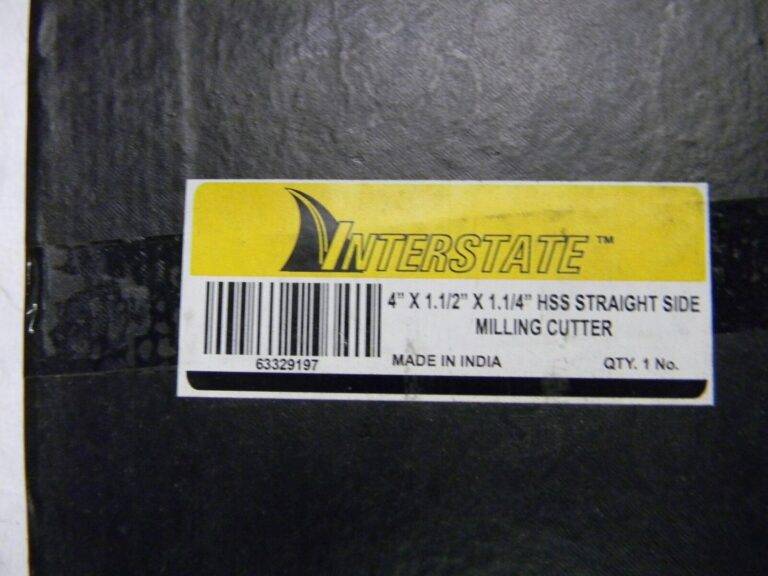 INTERSTATE™
4" X 1.1/2" X 1.1/4" HSS STRAIGHT SIDE
MILLING CUTTER
63329197
MADE IN INDIA QTY. 1 No.